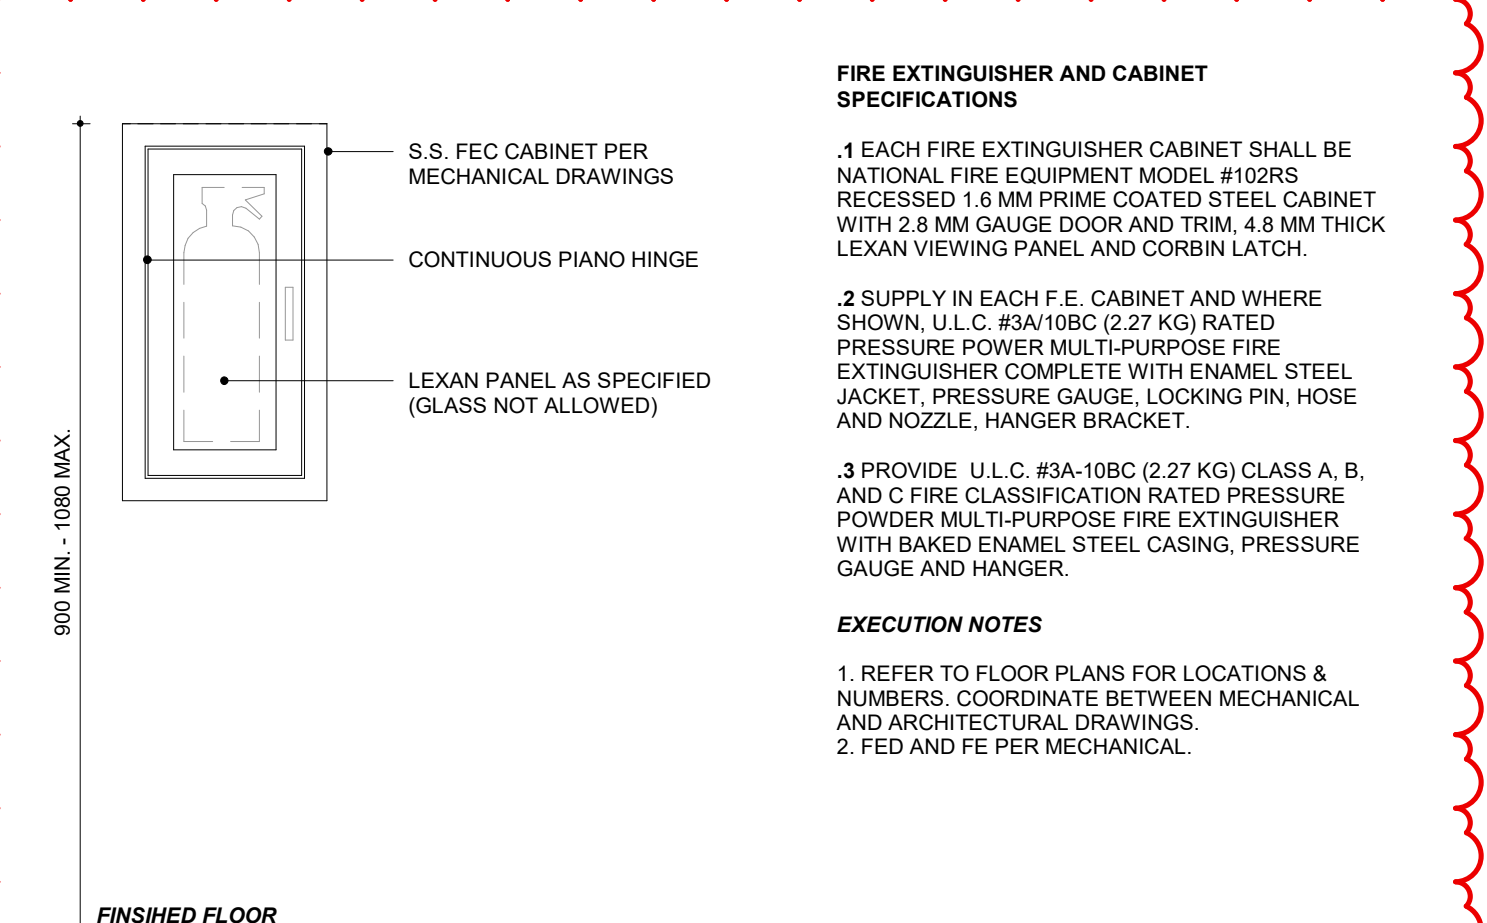 S.S. FEC CABINET PER
MECHANICAL DRAWINGS
CONTINUOUS PIANO HINGE
LEXAN PANEL AS SPECIFIED
(GLASS NOT ALLOWED)
900 MIN. - 1080 MAX.
FINSIHED FLOOR
FIRE EXTINGUISHER AND CABINET
SPECIFICATIONS
.1 EACH FIRE EXTINGUISHER CABINET SHALL BE
NATIONAL FIRE EQUIPMENT MODEL #102RS
RECESSED 1.6 MM PRIME COATED STEEL CABINET
WITH 2.8 MM GAUGE DOOR AND TRIM, 4.8 MM THICK
LEXAN VIEWING PANEL AND CORBIN LATCH.
.2 SUPPLY IN EACH F.E. CABINET AND WHERE
SHOWN, U.L.C. #3A/10BC (2.27 KG) RATED
PRESSURE POWER MULTI-PURPOSE FIRE
EXTINGUISHER COMPLETE WITH ENAMEL STEEL
JACKET, PRESSURE GAUGE, LOCKING PIN, HOSE
AND NOZZLE, HANGER BRACKET.
.3 PROVIDE U.L.C. #3A-10BC (2.27 KG) CLASS A, B,
AND C FIRE CLASSIFICATION RATED PRESSURE
POWDER MULTI-PURPOSE FIRE EXTINGUISHER
WITH BAKED ENAMEL STEEL CASING, PRESSURE
GAUGE AND HANGER.
EXECUTION NOTES
1. REFER TO FLOOR PLANS FOR LOCATIONS &
NUMBERS. COORDINATE BETWEEN MECHANICAL
AND ARCHITECTURAL DRAWINGS.
2. FED AND FE PER MECHANICAL.